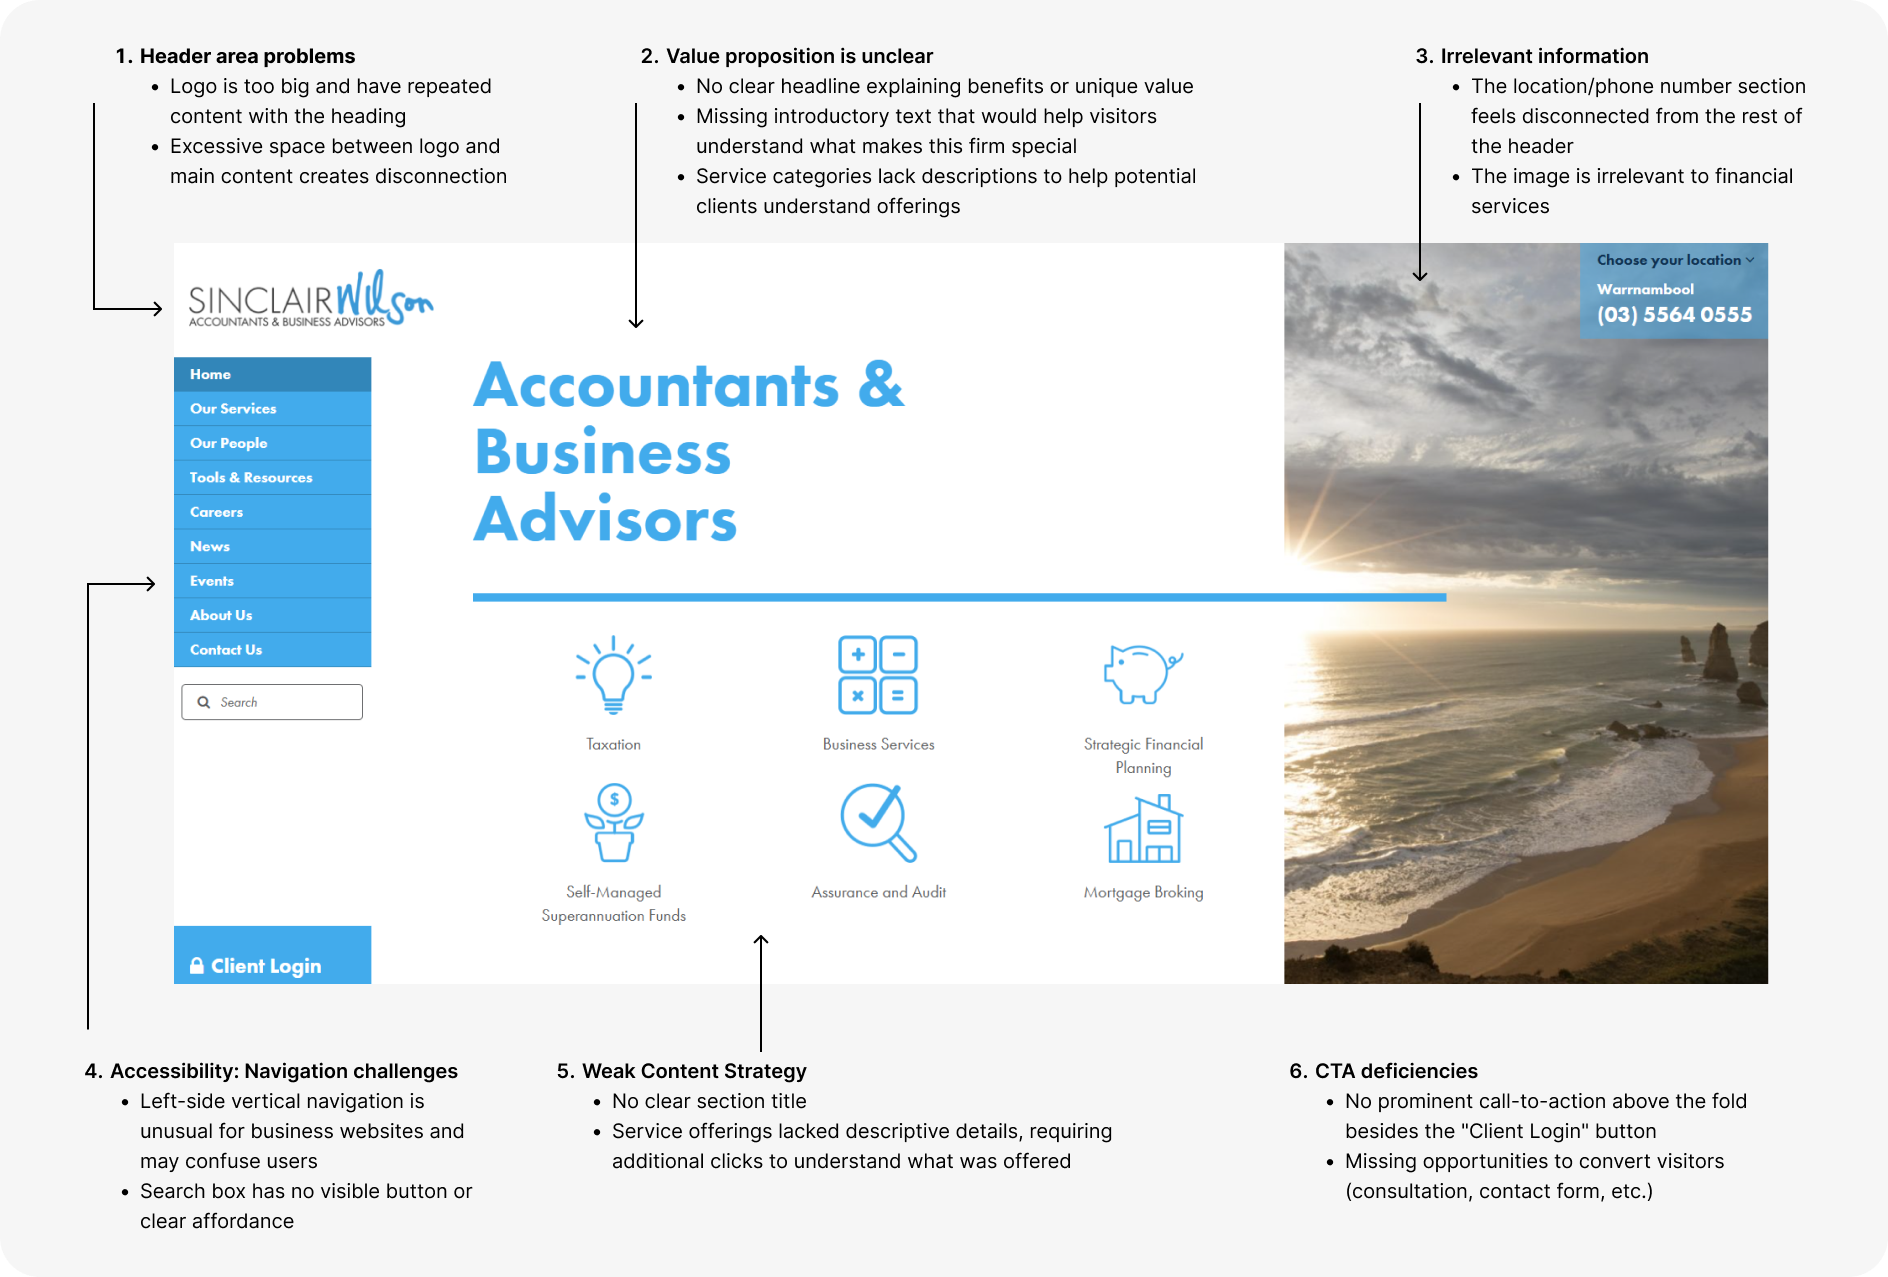 1. Header area problems
• Logo is too big and have repeated
content with the heading
• Excessive space between logo and
main content creates disconnection
2. Value proposition is unclear
• No clear headline explaining benefits or unique value
• Missing introductory text that would help visitors
understand what makes this firm special
• Service categories lack descriptions to help potential
clients understand offerings
3. Irrelevant information
• The location/phone number section
feels disconnected from the rest of
the header
• The image is irrelevant to financial
services
SINCLAIR Wilson
ACCOUNTANTS & BUSINESS ADVISORS
Home
Our Services
Our People
Tools & Resources
Careers
News
Events
About Us
Contact Us
Search
Client Login
Accountants &
Business
Advisors
Taxation
Business Services
Strategic Financial
Planning
Self-Managed
Superannuation Funds
Assurance and Audit
Mortgage Broking
Choose your location
Warrnambool
(03) 5564 0555
4. Accessibility: Navigation challenges
• Left-side vertical navigation is
unusual for business websites and
may confuse users
• Search box has no visible button or
clear affordance
5. Weak Content Strategy
• No clear section title
• Service offerings lacked descriptive details, requiring
additional clicks to understand what was offered
6. CTA deficiencies
• No prominent call-to-action above the fold
besides the "Client Login" button
• Missing opportunities to convert visitors
(consultation, contact form, etc.)